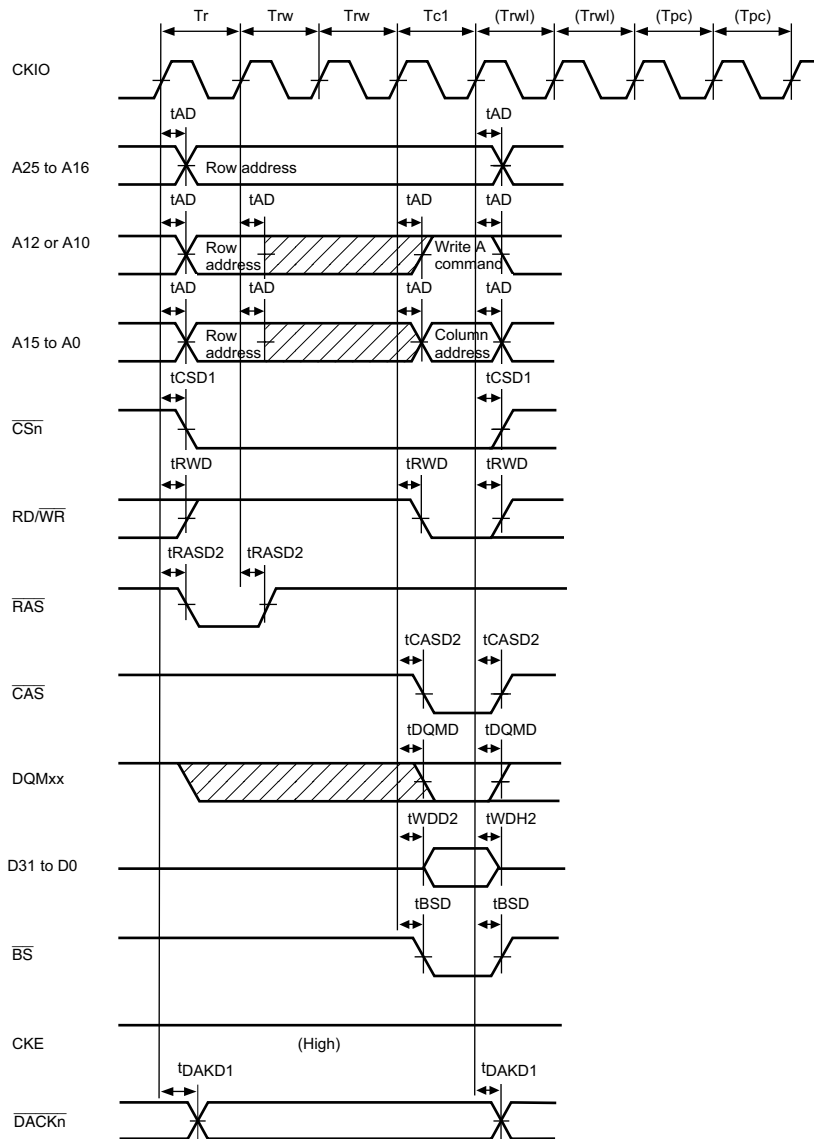 Tr Trw Trw Tc1 (Trwl) (Trwl) (Tpc) (Tpc)
CKIO
tAD tAD
A25 to A16 Row address
tAD tAD tAD tAD
A12 or A10 Row address Write A command
tAD tAD tAD tAD
A15 to A0 Row address Column address
tCSD1 tCSD1
CSn
tRWD tRWD tRWD
RD/WR
tRASD2 tRASD2
RAS
tCASD2 tCASD2
CAS
tDQMD tDQMD
DQMxx
tWDD2 tWDH2
D31 to D0
tBSD tBSD
BS
CKE (High)
tDAKD1 tDAKD1
DACKn